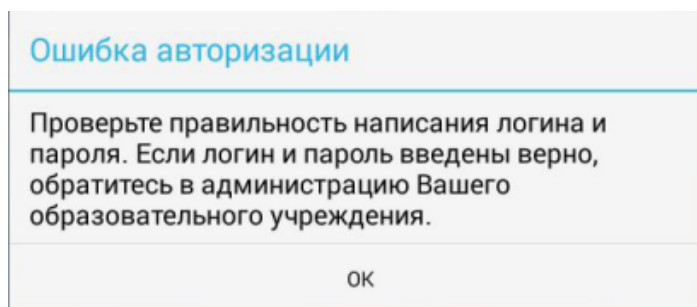 Ошибка авторизации
Проверьте правильность написания логина и
пароля. Если логин и пароль введены верно,
обратитесь в администрацию Вашего
образовательного учреждения.
ОК